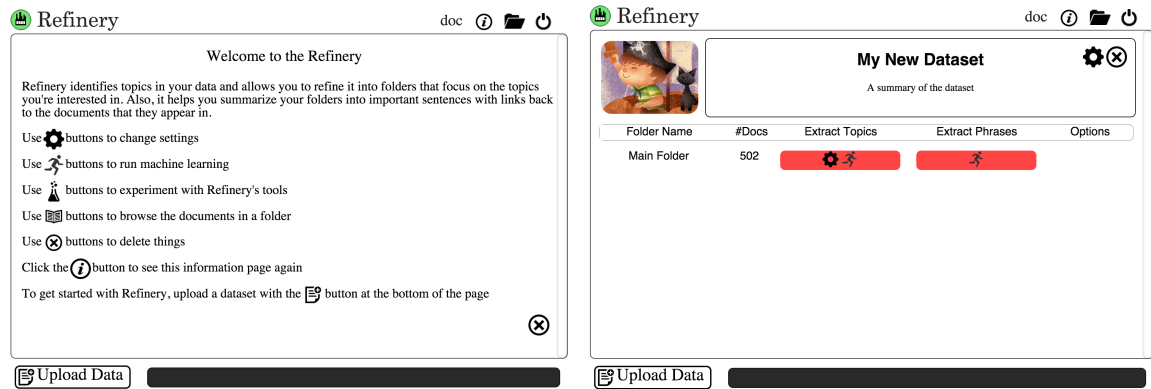 Refinery
doc
Welcome to the Refinery
Refinery identifies topics in your data and allows you to refine it into folders that focus on the topics
you're interested in. Also, it helps you summarize your folders into important sentences with links back
to the documents that they appear in.
Use buttons to change settings
Use buttons to run machine learning
Use buttons to experiment with Refinery's tools
Use buttons to browse the documents in a folder
Use buttons to delete things
Click the button to see this information page again
To get started with Refinery, upload a dataset with the button at the bottom of the page
Upload Data
Refinery
doc
My New Dataset
A summary of the dataset
Folder Name #Docs Extract Topics Extract Phrases Options
Main Folder 502
Upload Data